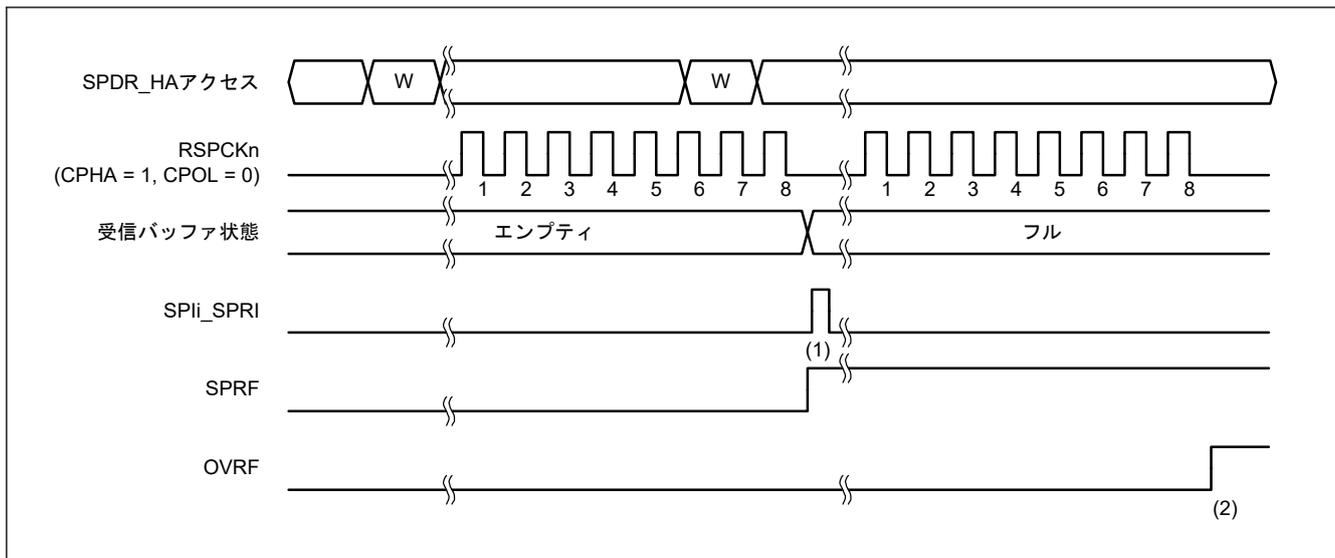 SPDR_HAアクセス
W
W
RSPCKn
(CPHA = 1, CPOL = 0)
1 2 3 4 5 6 7 8
1 2 3 4 5 6 7 8
受信バッファ状態
エンプティ
フル
SPIi_SPRI
(1)
SPRF
OVRF
(2)